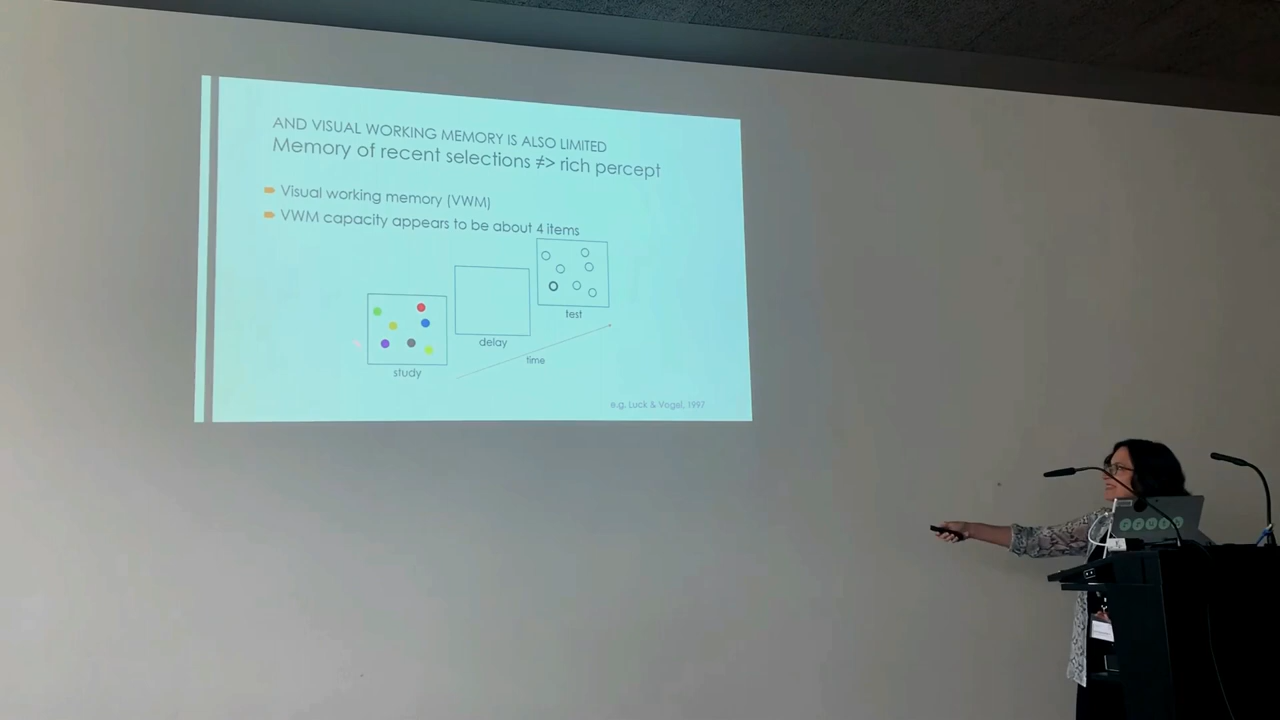 AND VISUAL WORKING MEMORY IS ALSO LIMITED
Memory of recent selections ≠> rich percept
Visual working memory (VWM)
VWM capacity appears to be about 4 items
test
delay
time
study
e.g. Luck & Vogel, 1997